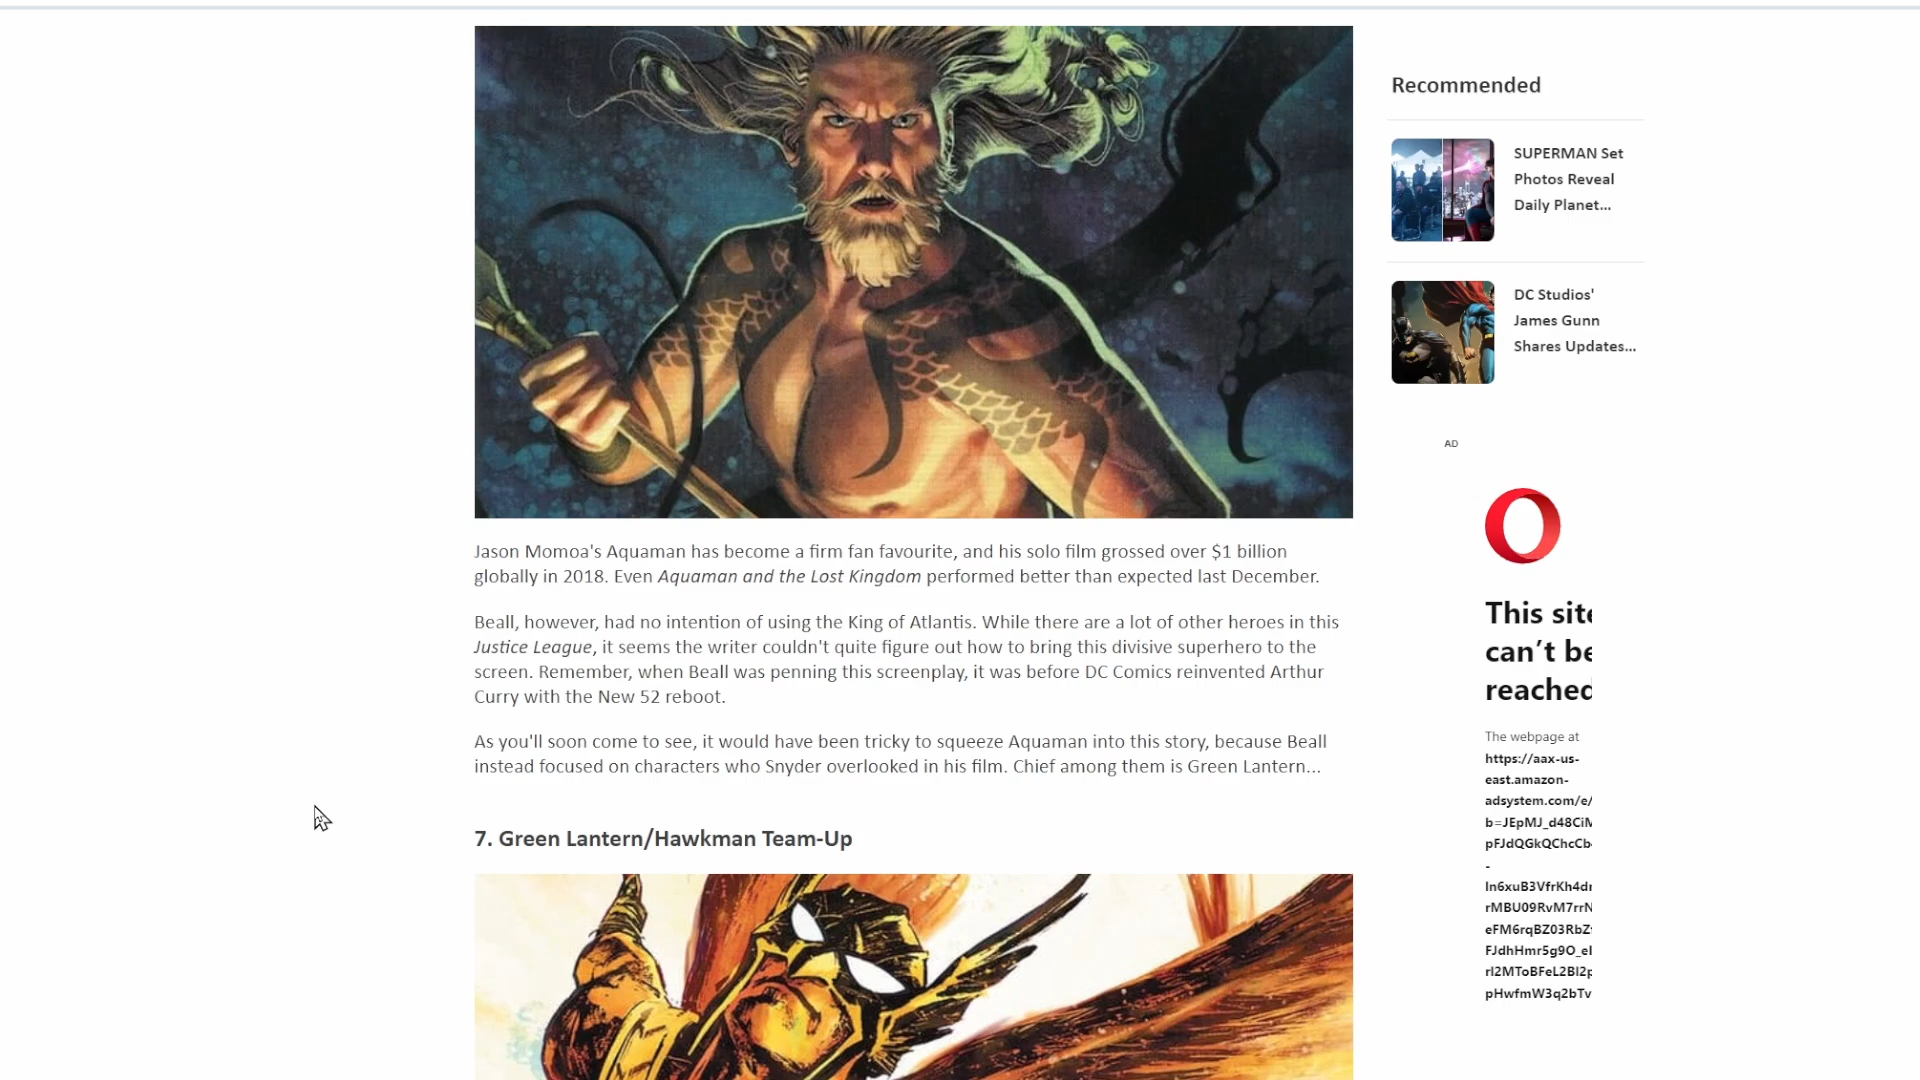 Jason Momoa's Aquaman has become a firm fan favourite, and his solo film grossed over $1 billion
globally in 2018. Even Aquaman and the Lost Kingdom performed better than expected last December.
Beall, however, had no intention of using the King of Atlantis. While there are a lot of other heroes in this
Justice League, it seems the writer couldn't quite figure out how to bring this divisive superhero to the
screen. Remember, when Beall was penning this screenplay, it was before DC Comics reinvented Arthur
Curry with the New 52 reboot.
As you'll soon come to see, it would have been tricky to squeeze Aquaman into this story, because Beall
instead focused on characters who Snyder overlooked in his film. Chief among them is Green Lantern...
7. Green Lantern/Hawkman Team-Up
Recommended
SUPERMAN Set
Photos Reveal
Daily Planet...
DC Studios'
James Gunn
Shares Updates...
AD
This site
can't be
reached
The webpage at
https://aax-us-
east.amazon-
adsystem.com/e/
b=JEpMJ_d48CiM
pFJdQGkQChcCb
-
In6xuB3VfrKh4dr
rMBU09RvM7rrN
eFM6rqBZ03RbZ
FJdhHmr5g9O_el
rI2MToBFeL2BI2p
pHwfmW3q2bTv